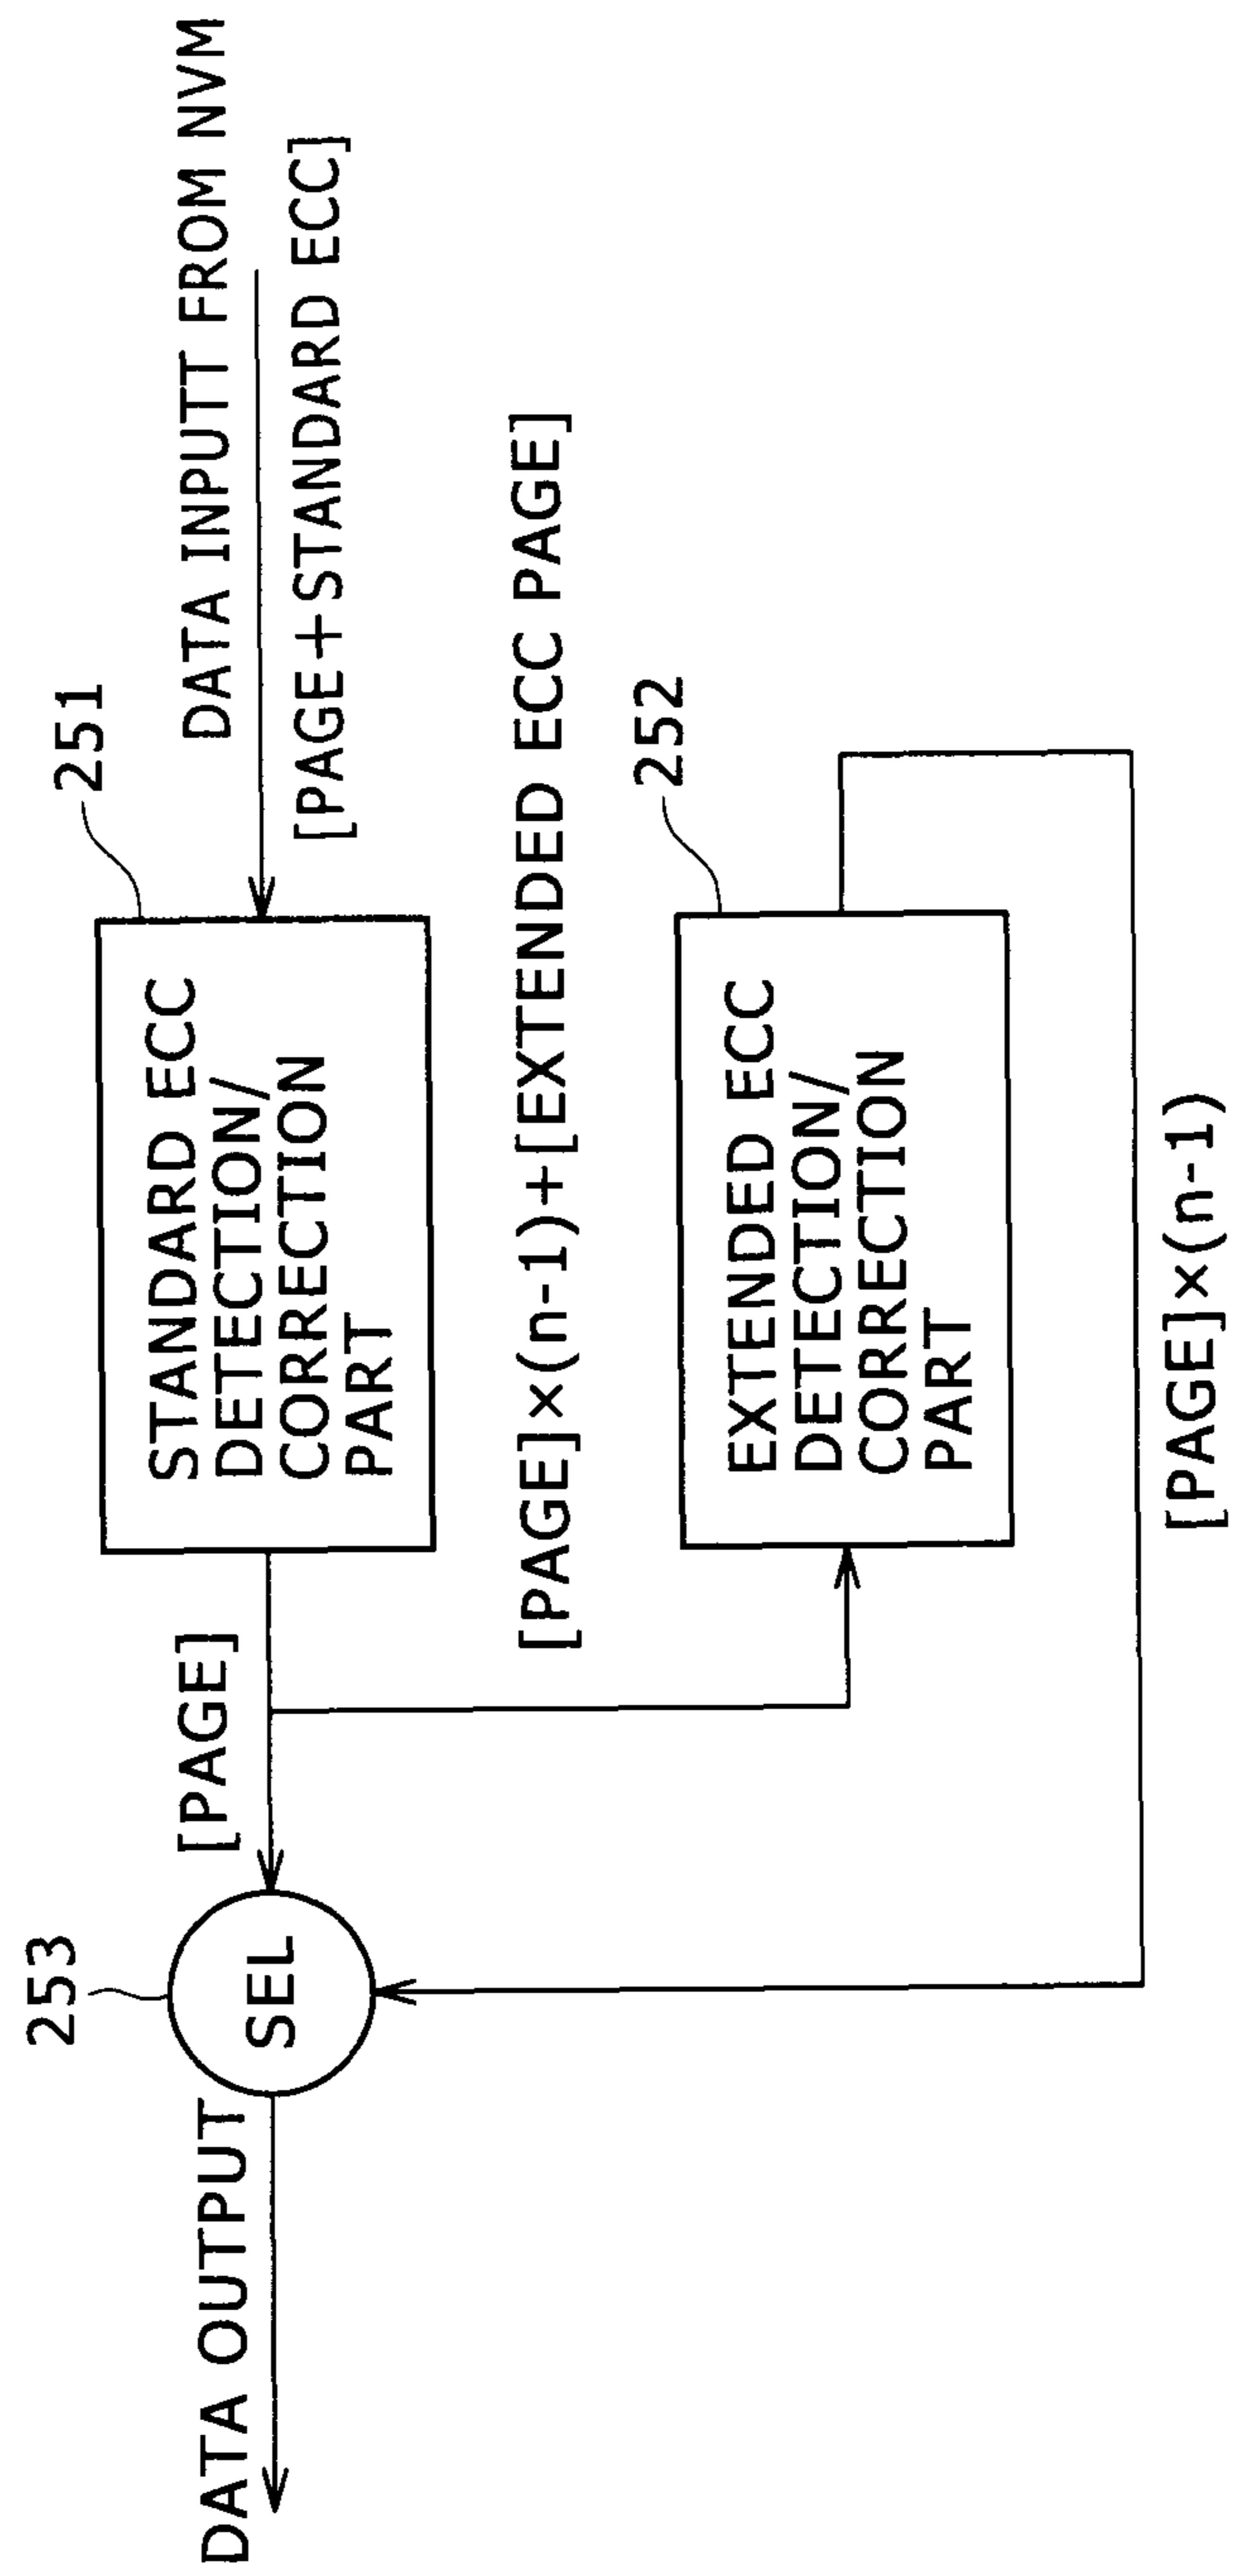 253
251
DATA OUTPUT
[PAGE]
DATA INPUTT FROM NVM
SEL
STANDARD ECC
DETECTION/
CORRECTION
PART
[PAGE+STANDARD ECC]
[PAGE]×(n-1)+[EXTENDED ECC PAGE]
252
EXTENDED ECC
DETECTION/
CORRECTION
PART
[PAGE]×(n-1)